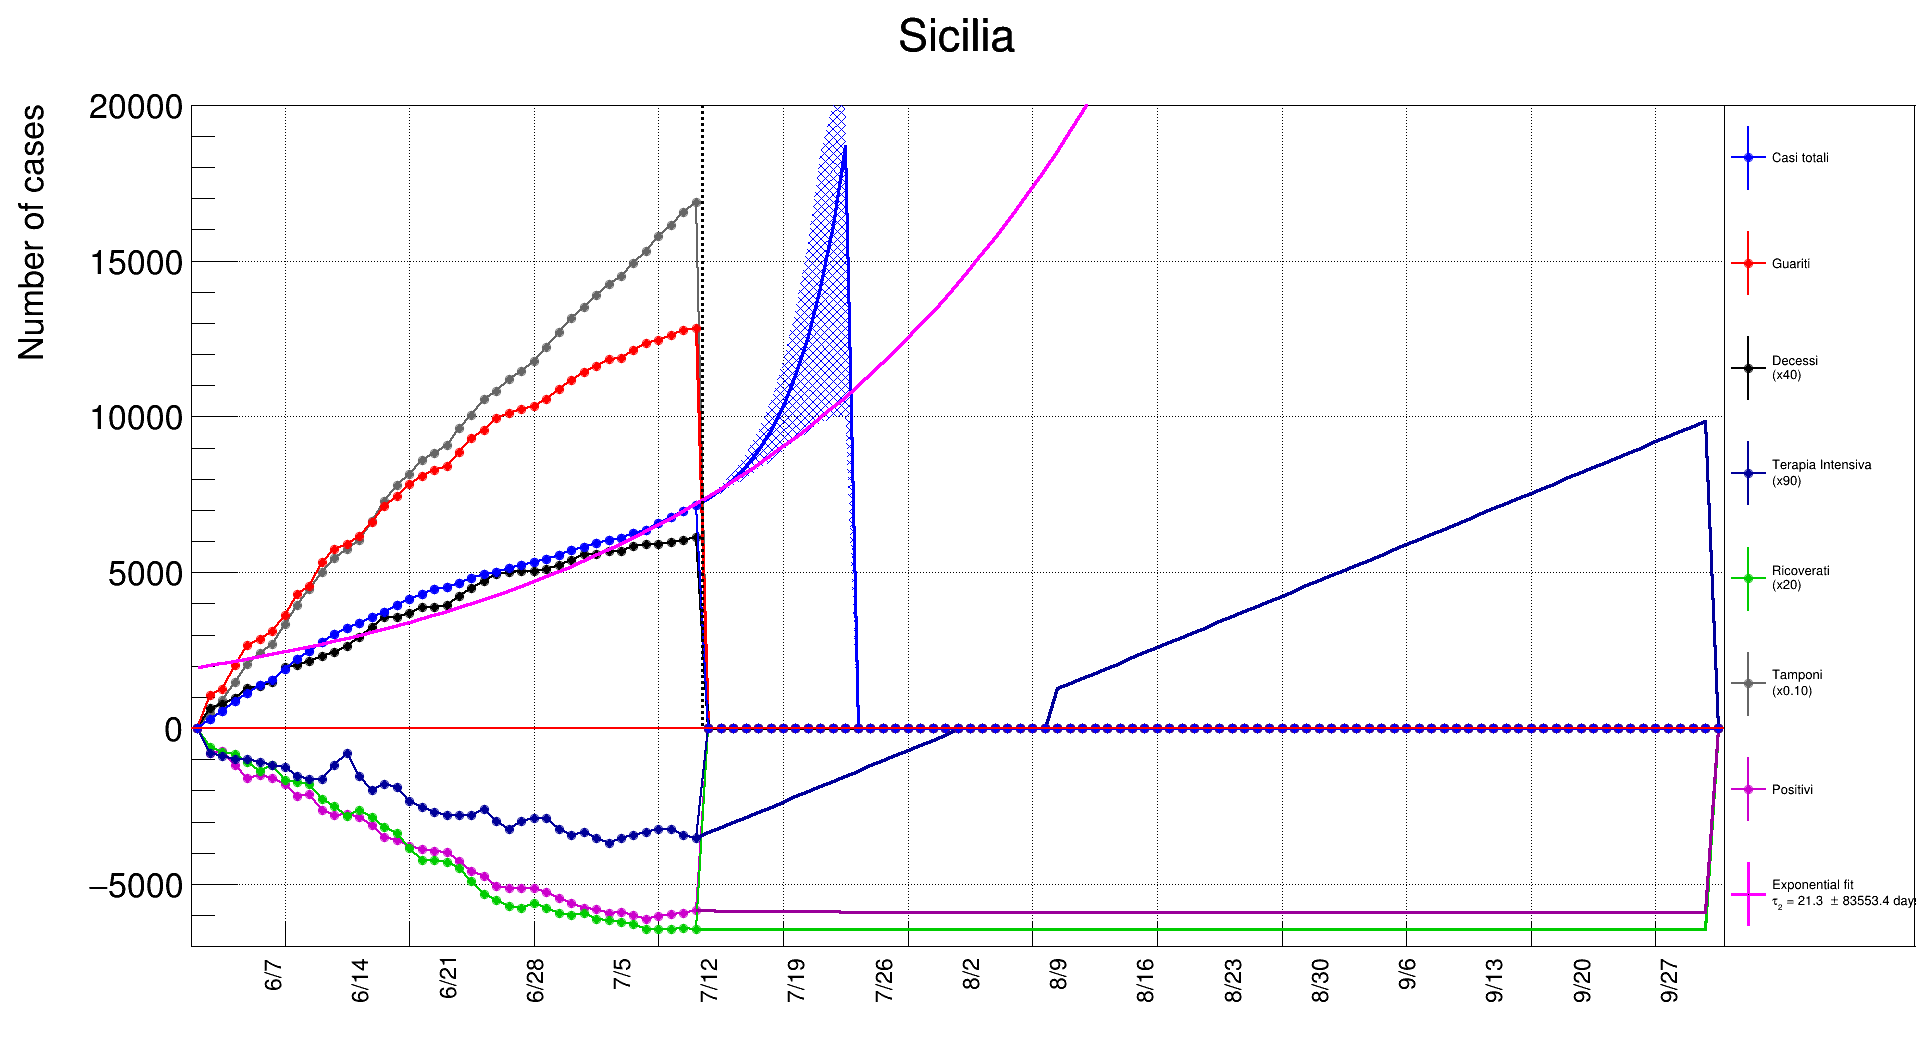 Sicilia
Number of cases
20000
15000
10000
5000
0
−5000
6/7
6/14
6/21
6/28
7/5
7/12
7/19
7/26
8/2
8/9
8/16
8/23
8/30
9/6
9/13
9/20
9/27
Casi totali
Guariti
Decessi
(x40)
Terapia Intensiva
(x90)
Ricoverati
(x20)
Tamponi
(x0.10)
Positivi
Exponential fit
τ2 = 21.3 ± 83553.4 days